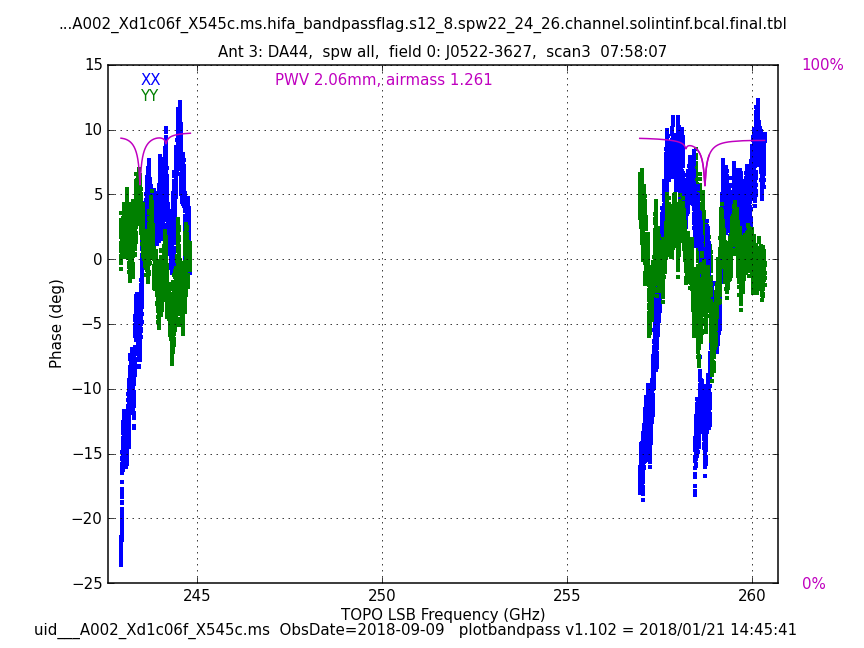 ...A002_Xd1c06f_X545c.ms.hifa_bandpassflag.s12_8.spw22_24_26.channel.solintinf.bcal.final.tbl
Ant 3: DA44,  spw all,  field 0: J0522-3627,  scan3  07:58:07
15
100%
XX
PWV 2.06mm, airmass 1.261
YY
10
5
0
Phase (deg)
−5
−10
−15
−20
−25
0%
245
250
255
260
TOPO LSB Frequency (GHz)
uid___A002_Xd1c06f_X545c.ms  ObsDate=2018-09-09   plotbandpass v1.102 = 2018/01/21 14:45:41